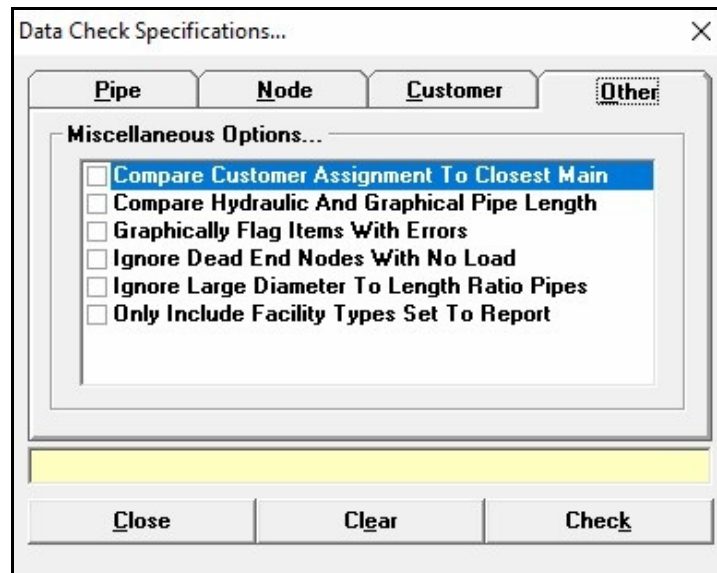 Data Check Specifications...
Pipe Node Customer Other
Miscellaneous Options...
Compare Customer Assignment To Closest Main
Compare Hydraulic And Graphical Pipe Length
Graphically Flag Items With Errors
Ignore Dead End Nodes With No Load
Ignore Large Diameter To Length Ratio Pipes
Only Include Facility Types Set To Report
Close Clear Check